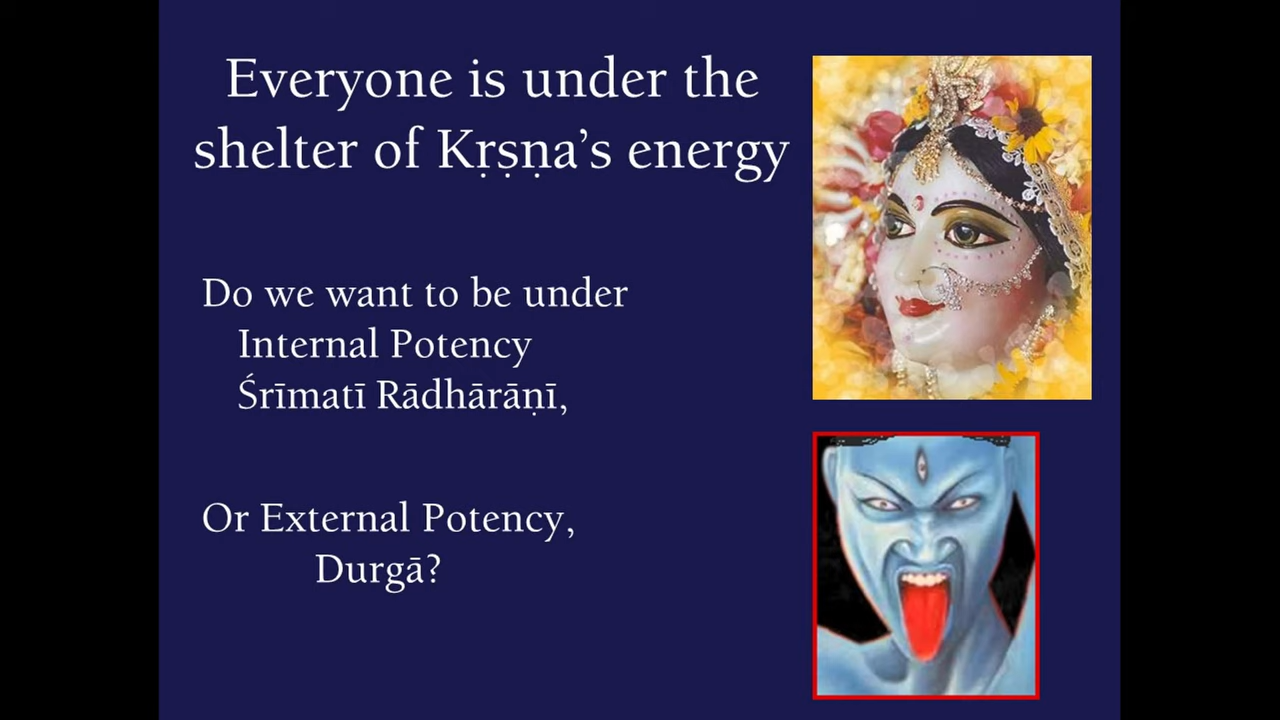 Everyone is under the
shelter of Kṛṣṇa’s energy
Do we want to be under
Internal Potency
Śrīmatī Rādhārāṇī,
Or External Potency,
Durgā?